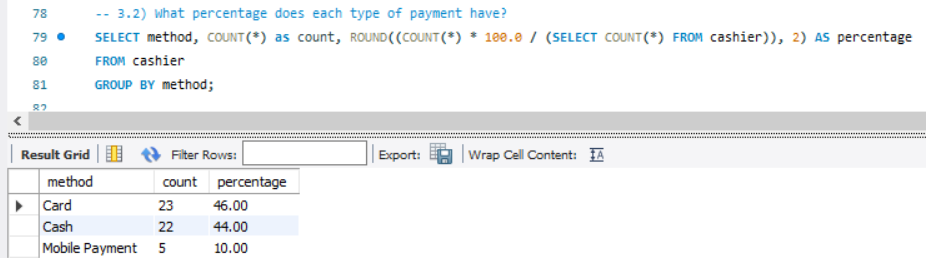 78 -- 3.2) What percentage does each type of payment have?
79 SELECT method, COUNT(*) as count, ROUND((COUNT(*) * 100.0 / (SELECT COUNT(*) FROM cashier)), 2) AS percentage
80 FROM cashier
81 GROUP BY method;
82
Result Grid Filter Rows: Export: Wrap Cell Content: IA
method count percentage
Card 23 46.00
Cash 22 44.00
Mobile Payment 5 10.00